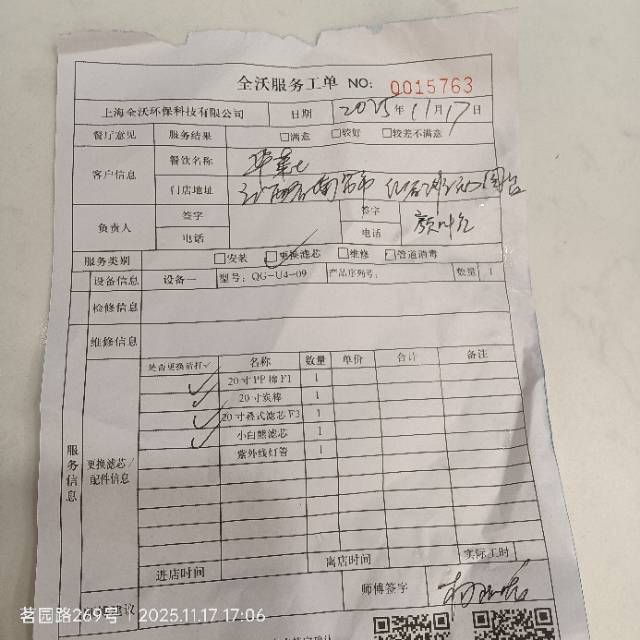 全沃服务工单 NO: 0015763
上海全沃环保科技有限公司 日期 2025年11月17日
餐厅意见 服务结果 □满意 □较好 □较差不满意
客户信息 餐饮名称
门店地址
负责人 签字 签字
电话 电话
服务类别 □安装 □更换滤芯 □维修 □管道消毒
设备信息 设备一 型号: QG-U4-09 产品序列号: 数量 1
检修信息
维修信息
服务信息 更换滤芯/配件信息
是否更换请打✓ 名称 数量 单价 合计 备注
✓ 20寸PP棉F1 1
✓ 20寸炭棒 1
✓ 20寸叠式滤芯F3 1
✓ 小白熊滤芯 1
紫外线灯管 1
进店时间 离店时间 实际工时
师傅签字
茗园路269号 2025.11.17 17:06